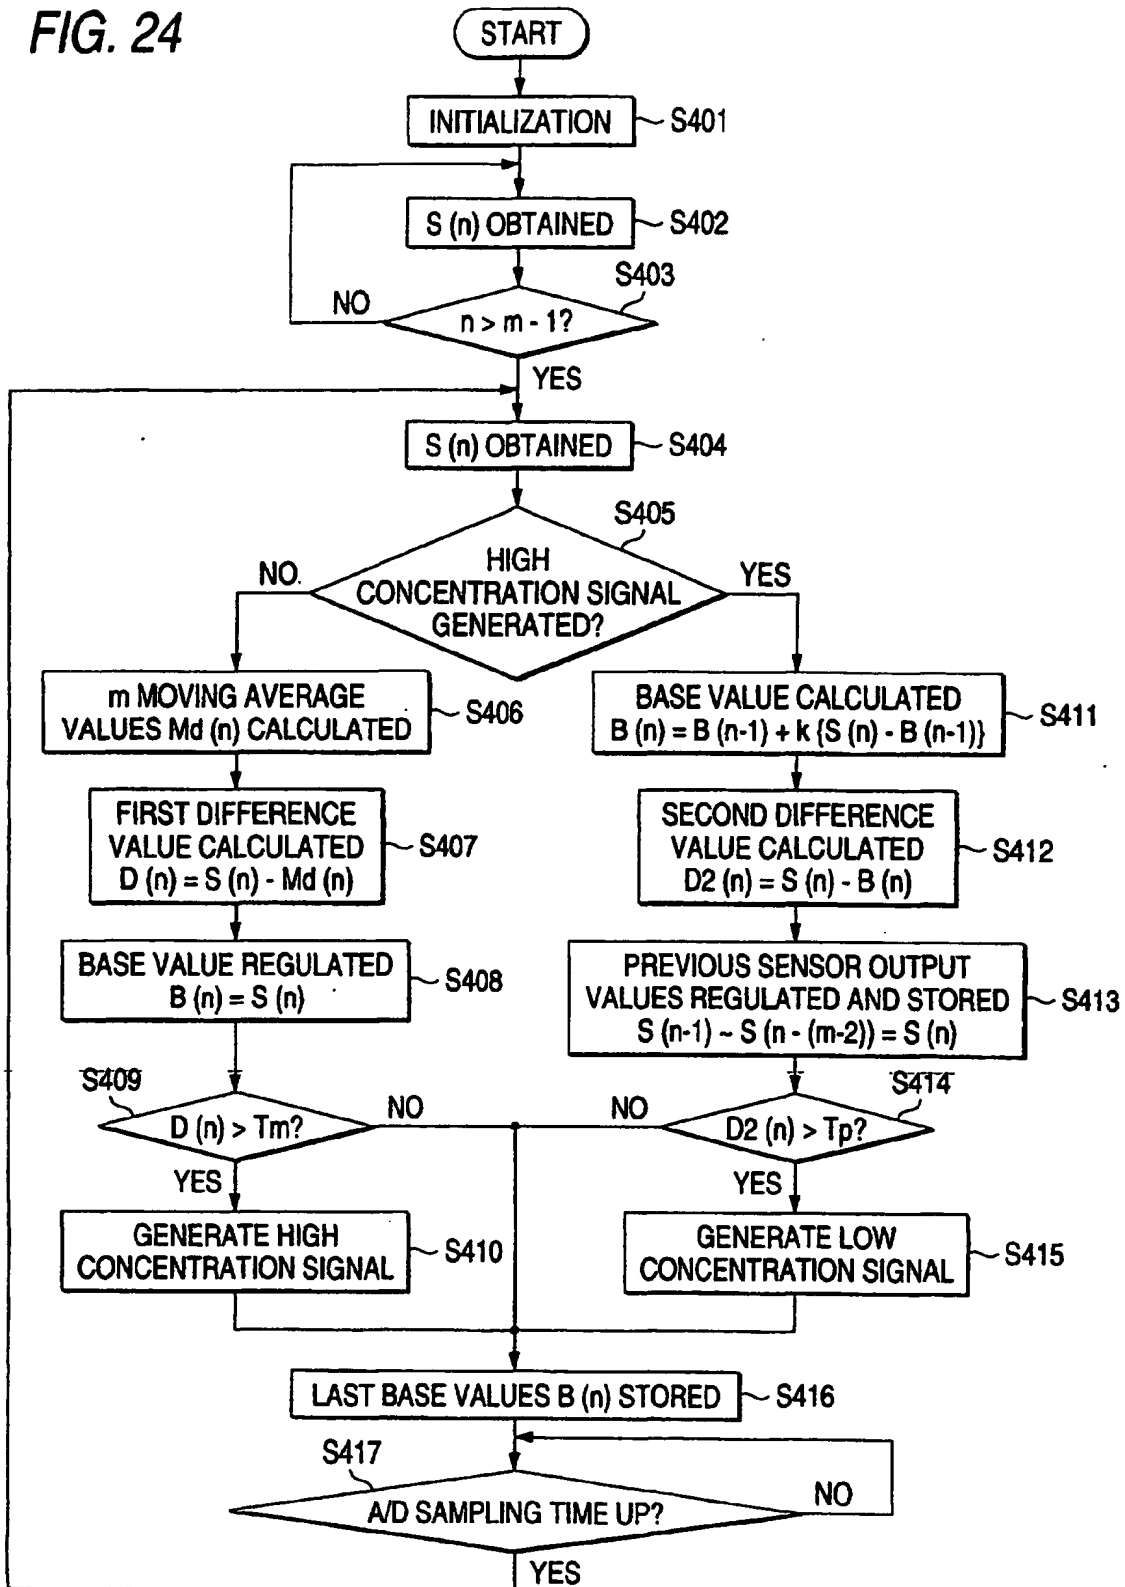 FIG. 24
START
INITIALIZATION
S401
S (n) OBTAINED
S402
S403
NO
n > m - 1?
YES
S (n) OBTAINED
S404
S405
HIGH
CONCENTRATION SIGNAL
GENERATED?
NO.
YES
m MOVING AVERAGE
VALUES Md (n) CALCULATED
S406
BASE VALUE CALCULATED
B (n) = B (n-1) + k {S (n) - B (n-1)}
S411
FIRST DIFFERENCE
VALUE CALCULATED
D (n) = S (n) - Md (n)
S407
SECOND DIFFERENCE
VALUE CALCULATED
D2 (n) = S (n) - B (n)
S412
BASE VALUE REGULATED
B (n) = S (n)
S408
PREVIOUS SENSOR OUTPUT
VALUES REGULATED AND STORED
S (n-1) ~ S (n - (m-2)) = S (n)
S413
S409
D (n) > Tm?
NO
YES
S414
D2 (n) > Tp?
NO
YES
GENERATE HIGH
CONCENTRATION SIGNAL
S410
GENERATE LOW
CONCENTRATION SIGNAL
S415
LAST BASE VALUES B (n) STORED
S416
S417
A/D SAMPLING TIME UP?
NO
YES